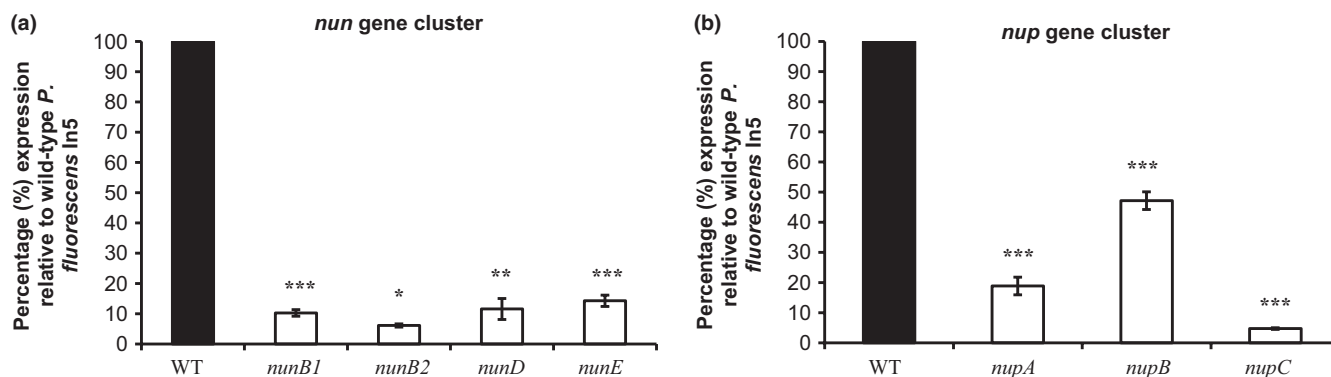 (a)
nun gene cluster
Percentage (%) expression
relative to wild-type P.
fluorescens In5
100
90
80
70
60
50
40
30
20
10
0
***
*
**
***
WT
nunB1
nunB2
nunD
nunE
(b)
nup gene cluster
Percentage (%) expression
relative to wild-type P.
fluorescens In5
100
90
80
70
60
50
40
30
20
10
0
***
***
***
WT
nupA
nupB
nupC